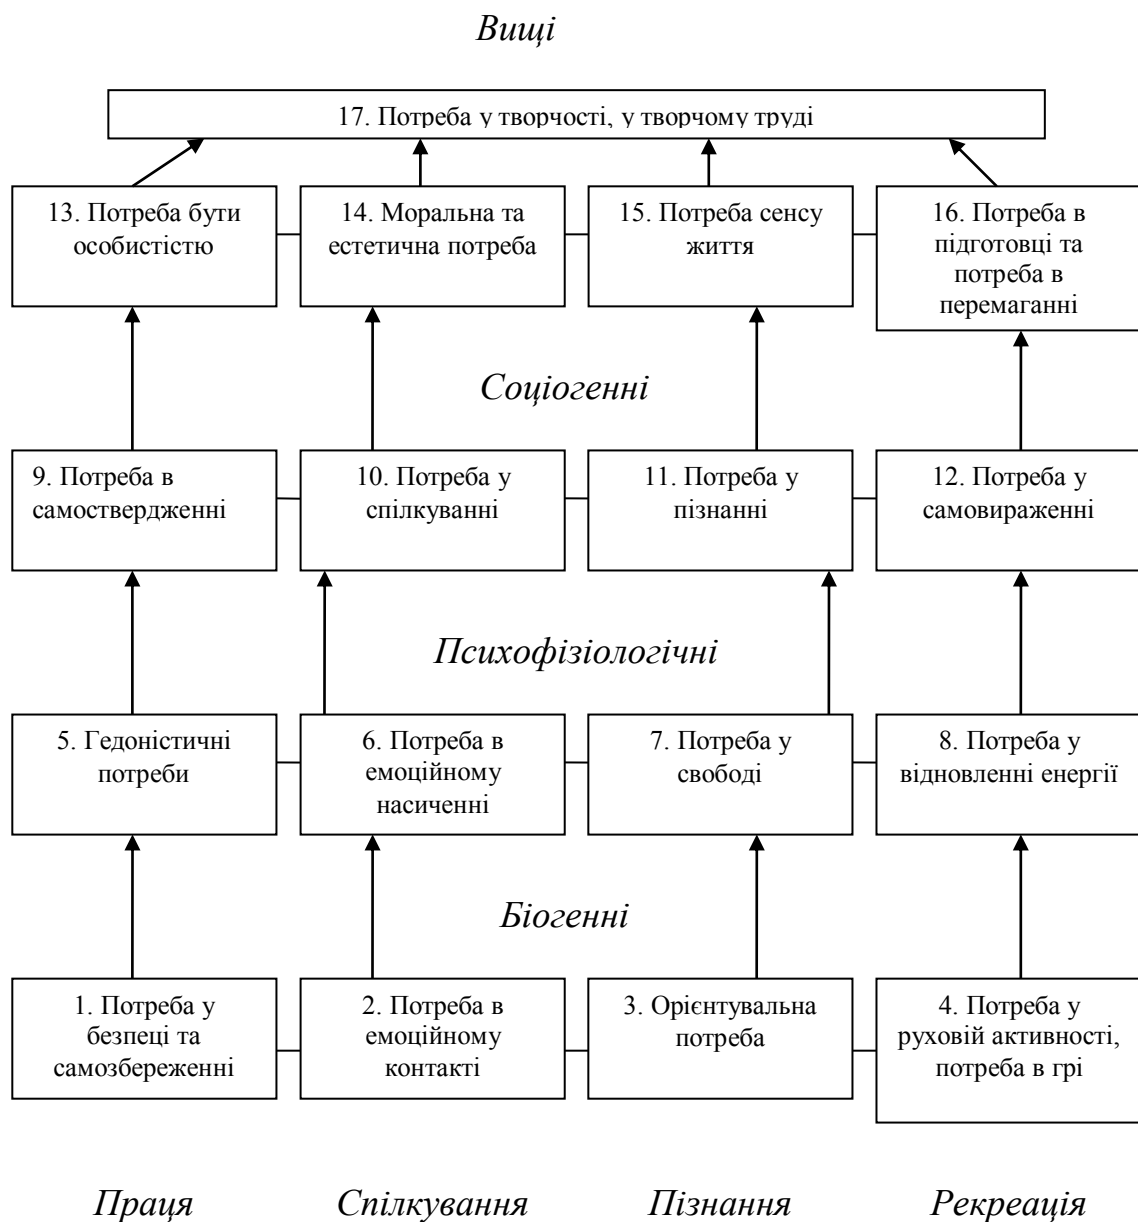 Вищі
17. Потреба у творчості, у творчому труді
13. Потреба бути
особистістю
14. Моральна та
естетична потреба
15. Потреба сенсу
життя
16. Потреба в
підготовці та
потреба в
перемаганні
Соціогенні
9. Потреба в
самоствердженні
10. Потреба у
спілкуванні
11. Потреба у
пізнанні
12. Потреба у
самовираженні
Психофізіологічні
5. Гедоністичні
потреби
6. Потреба в
емоційному
насиченні
7. Потреба у
свободі
8. Потреба у
відновленні енергії
Біогенні
1. Потреба у
безпеці та
самозбереженні
2. Потреба в
емоційному
контакті
3. Орієнтувальна
потреба
4. Потреба у
руховій активності,
потреба в грі
Праця
Спілкування
Пізнання
Рекреація